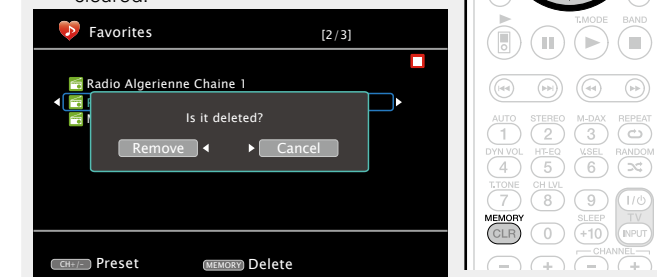 cleared.
Favorites [2/3]
Radio Algerienne Chaine 1
Is it deleted?
Remove Cancel
CH+/– Preset MEMORY Delete
T.MODE BAND
AUTO STEREO M-DAX REPEAT
1 2 3
DYN VOL HT-EQ V.SEL RANDOM
4 5 6
T.TONE CH LVL
7 8 9 I/
MEMORY SLEEP TV
CLR 0 +10 INPUT
CHANNEL
– + – +